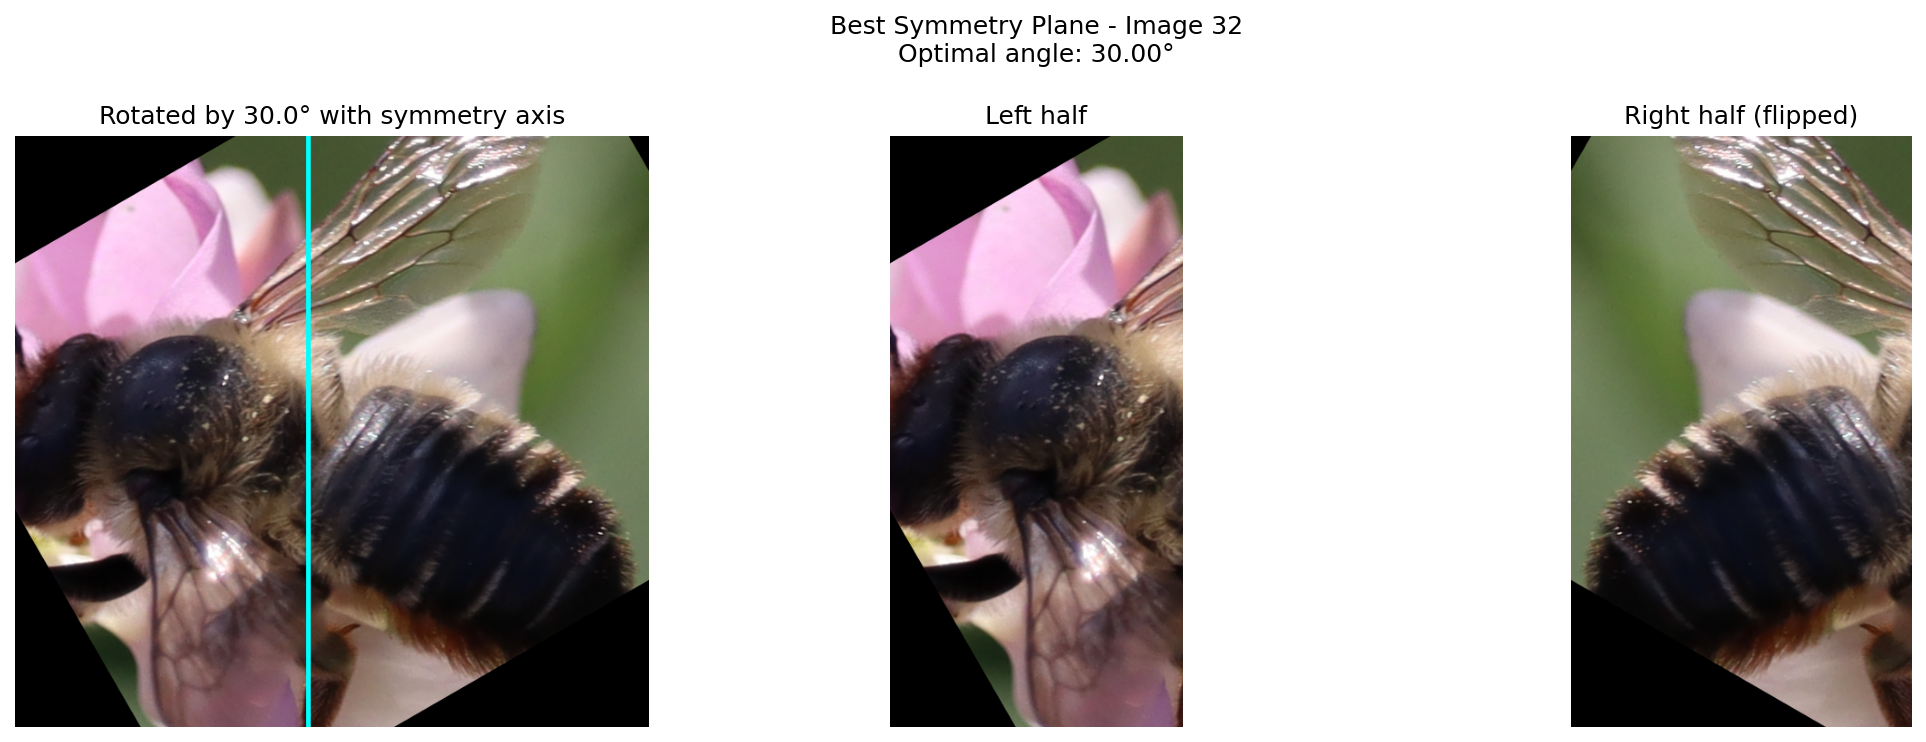 Best Symmetry Plane - Image 32
Optimal angle: 30.00°
Rotated by 30.0° with symmetry axis
Left half
Right half (flipped)